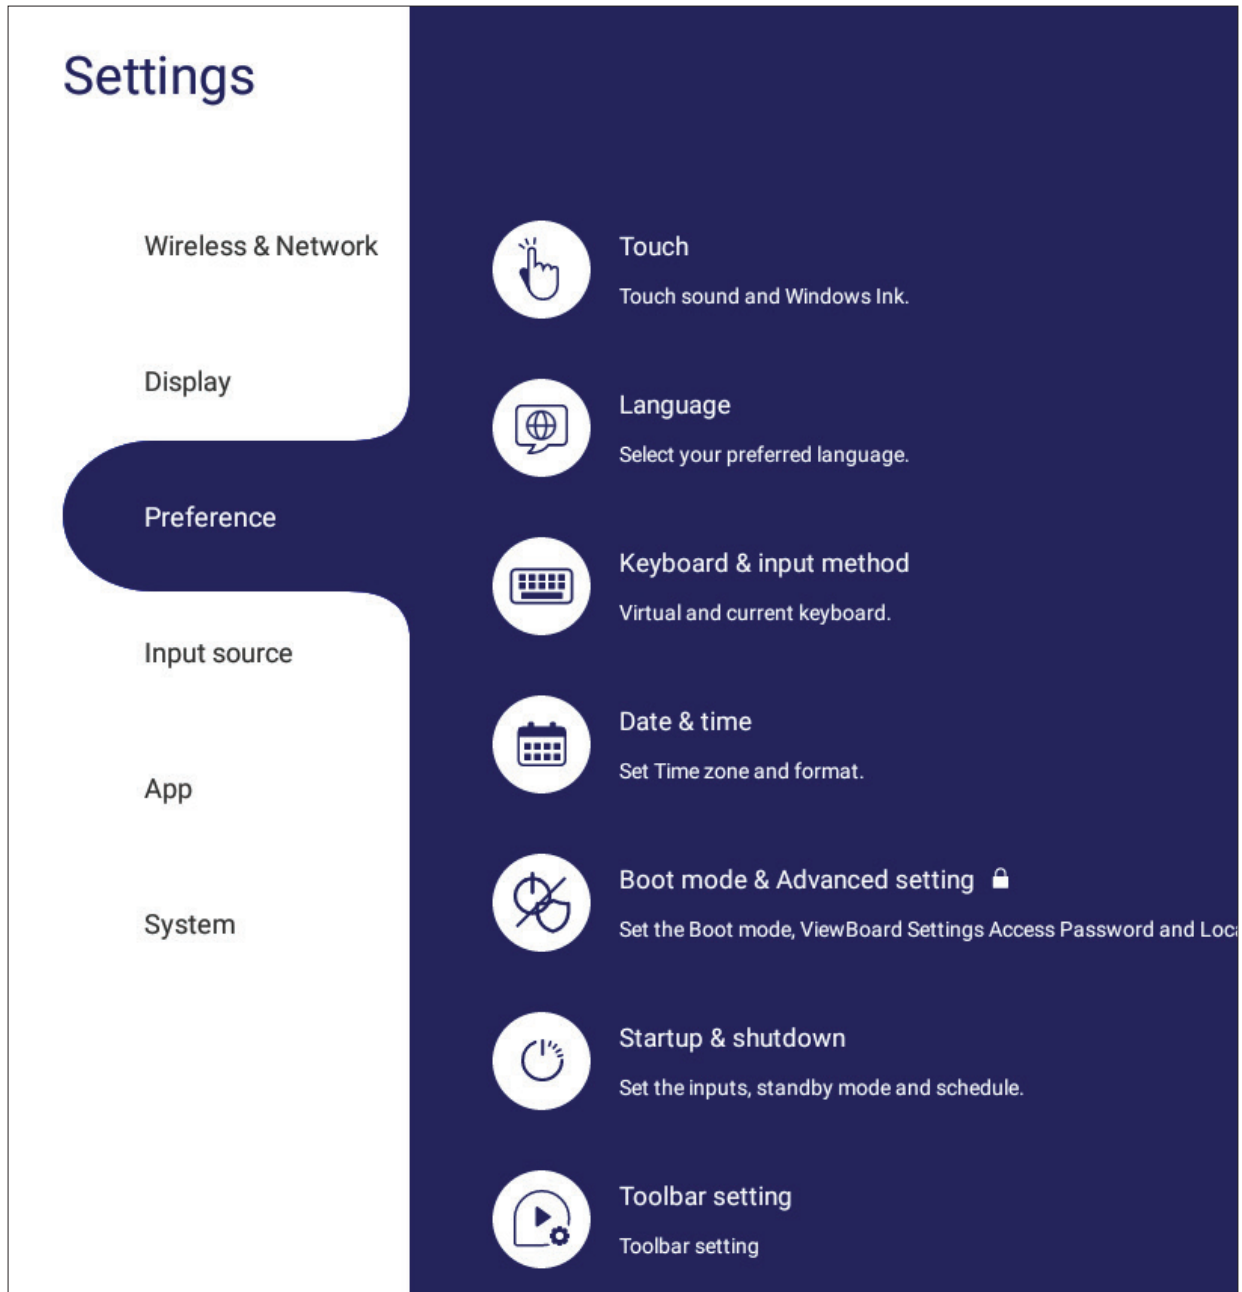 Settings
Wireless & Network
Display
Preference
Input source
App
System
Touch
Touch sound and Windows Ink.
Language
Select your preferred language.
Keyboard & input method
Virtual and current keyboard.
Date & time
Set Time zone and format.
Boot mode & Advanced setting
Set the Boot mode, ViewBoard Settings Access Password and
Startup & shutdown
Set the inputs, standby mode and schedule.
Toolbar setting
Toolbar setting